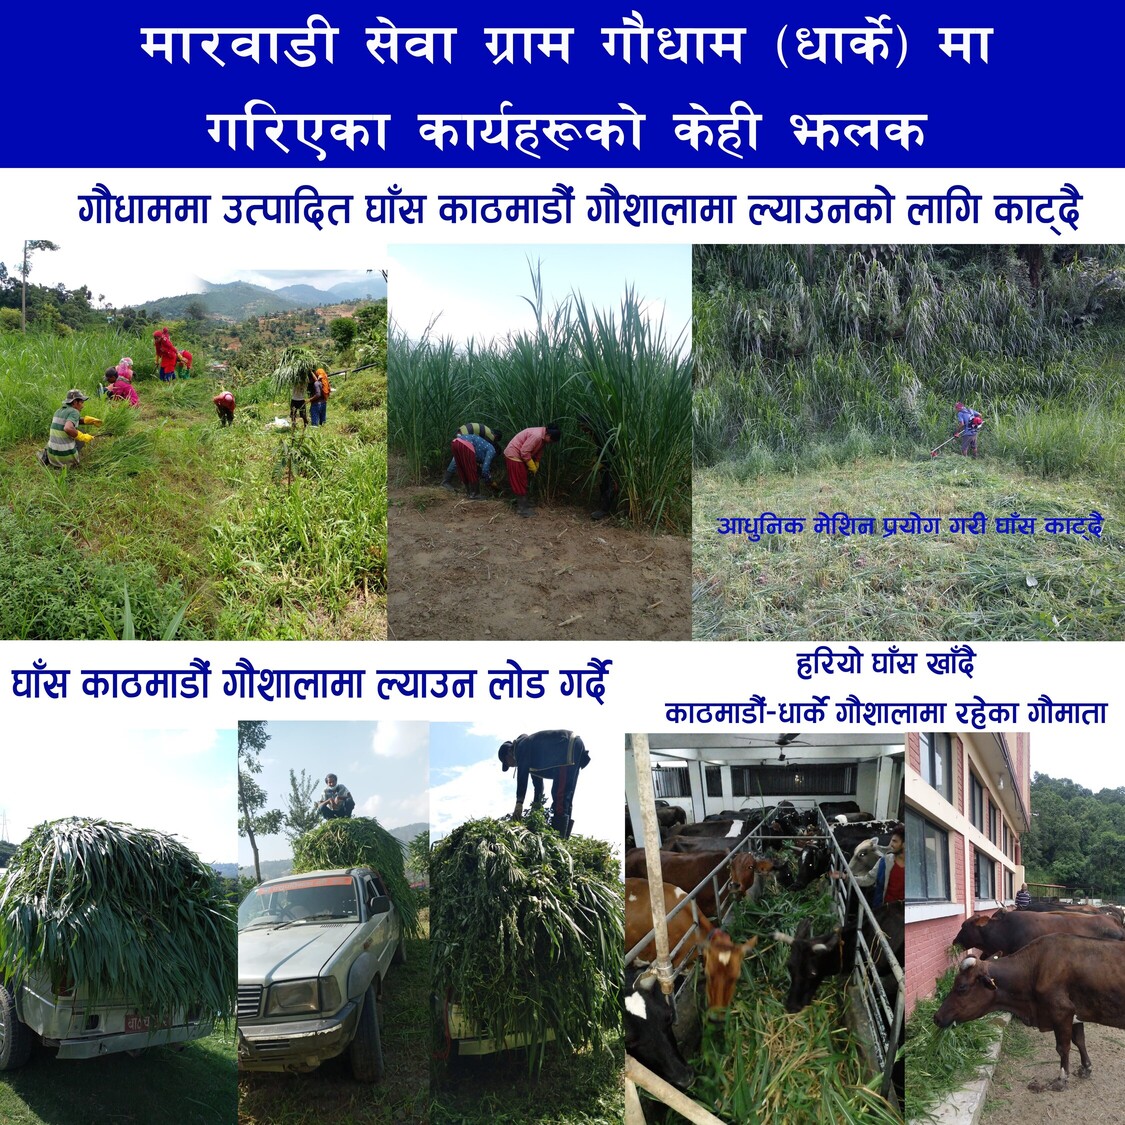 मारवाडी सेवा ग्राम गौधाम (धार्के) मा
गरिएका कार्यहरूको केही झलक
गौधाममा उत्पादित घाँस काठमाडौं गौशालामा ल्याउनको लागि काट्दै
आधुनिक मेशिन प्रयोग गरी घाँस काट्दै
घाँस काठमाडौं गौशालामा ल्याउन लोड गर्दै
हरियो घाँस खाँदै
काठमाडौं-धार्के गौशालामा रहेका गौमाता